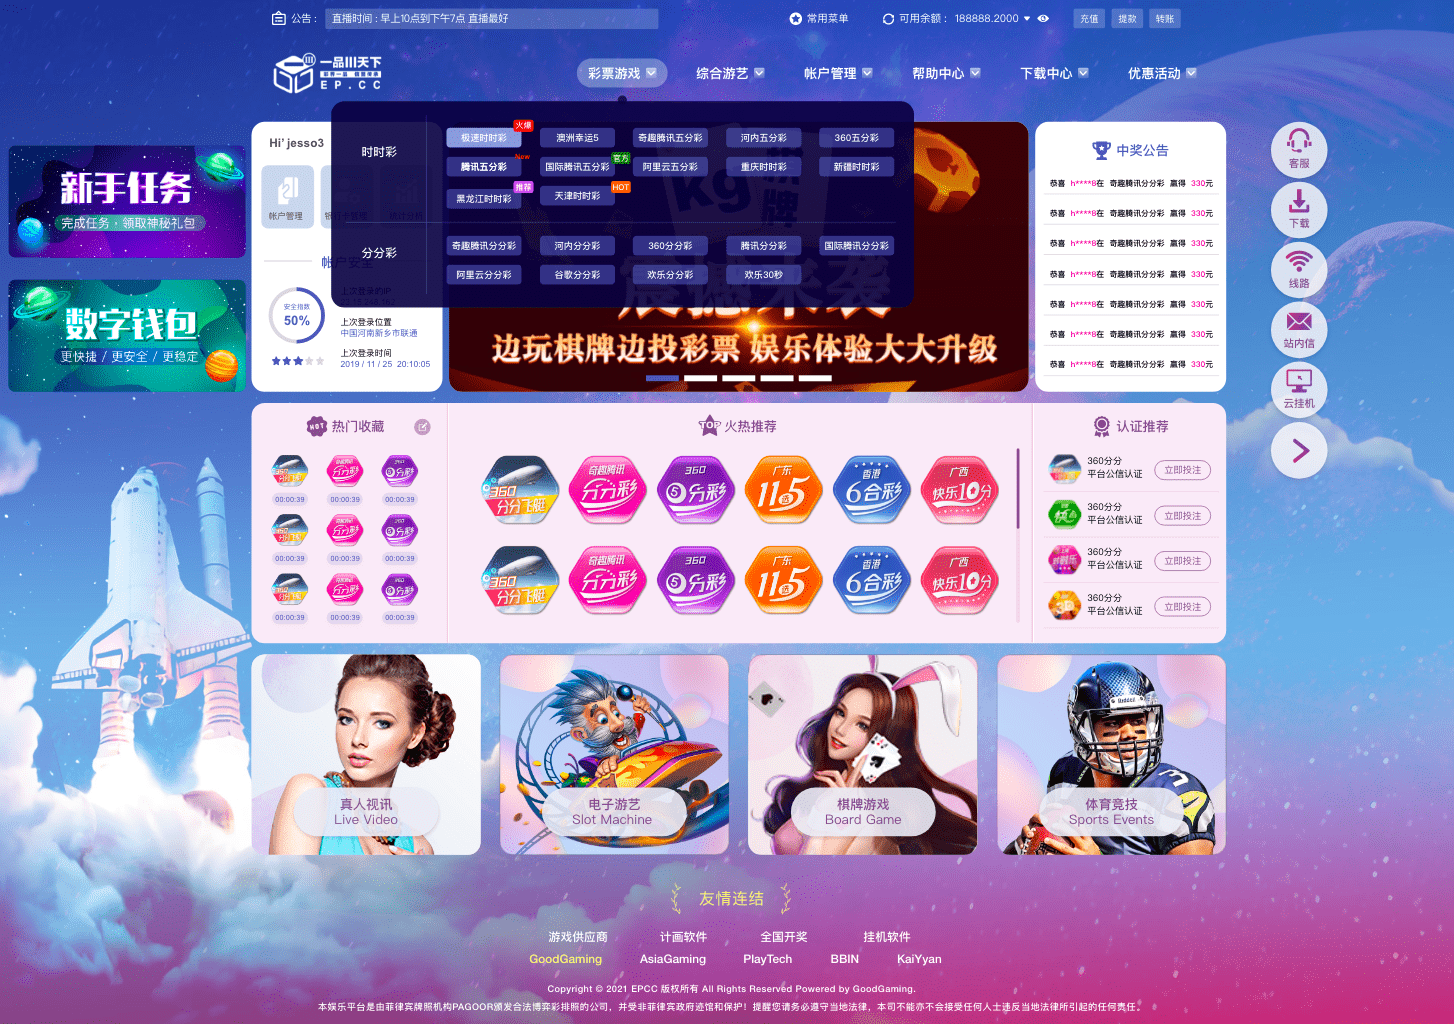 公告 :
直播时间 : 早上10点到下午7点 直播最好
常用菜单
可用余额 : 188888.2000
充值
提款
转账
一品川天下
EP.CC
彩票游戏
综合游艺
帐户管理
帮助中心
下载中心
优惠活动
新手任务
完成任务 · 领取神秘礼包
数字钱包
更快捷 / 更安全 / 更稳定
Hi' jesso3
帐户管理
帐户安全
安全指数
50%
上次登录的IP
上次登录位置
中国河南新乡市联通
上次登录时间
2019 / 11 / 25 20:10:05
时时彩
极速时时彩
火爆
澳洲幸运5
奇趣腾讯五分彩
河内五分彩
360五分彩
腾讯五分彩
New
国际腾讯五分彩
官方
阿里云五分彩
重庆时时彩
新疆时时彩
黑龙江时时彩
推荐
天津时时彩
HOT
分分彩
奇趣腾讯分分彩
河内分分彩
360分分彩
腾讯分分彩
国际腾讯分分彩
阿里云分分彩
谷歌分分彩
欢乐分分彩
欢乐30秒
震撼来袭
边玩棋牌边投彩票 娱乐体验大大升级
中奖公告
恭喜 h****8在 奇趣腾讯分分彩 赢得 330元
恭喜 h****8在 奇趣腾讯分分彩 赢得 330元
恭喜 h****8在 奇趣腾讯分分彩 赢得 330元
恭喜 h****8在 奇趣腾讯分分彩 赢得 330元
恭喜 h****8在 奇趣腾讯分分彩 赢得 330元
恭喜 h****8在 奇趣腾讯分分彩 赢得 330元
恭喜 h****8在 奇趣腾讯分分彩 赢得 330元
客服
下载
线路
站内信
云挂机
HOT 热门收藏
00:00:39
00:00:39
00:00:39
00:00:39
00:00:39
00:00:39
00:00:39
00:00:39
00:00:39
TOP 火热推荐
360
分分飞艇
奇趣腾讯
分分彩
360
5分彩
广东
11选5
香港
6合彩
广西
快乐10分
360
分分飞艇
奇趣腾讯
分分彩
360
5分彩
广东
11选5
香港
6合彩
广西
快乐10分
认证推荐
360分分
平台公信认证
立即投注
360分分
平台公信认证
立即投注
360分分
平台公信认证
立即投注
360分分
平台公信认证
立即投注
真人视讯
Live Video
电子游艺
Slot Machine
棋牌游戏
Board Game
体育竞技
Sports Events
友情连结
游戏供应商
计画软件
全国开奖
挂机软件
GoodGaming
AsiaGaming
PlayTech
BBIN
KaiYyan
Copyright © 2021 EPCC 版权所有 All Rights Reserved Powered by GoodGaming.
本娱乐平台是由菲律宾牌照机构PAGOOR颁发合法博弈彩排照的公司，并受非菲律宾政府迹馆和保护！提醒您请务必遵守当地法律，本司不能亦不会接受任何人士违反当地法律所引起的任何责任。